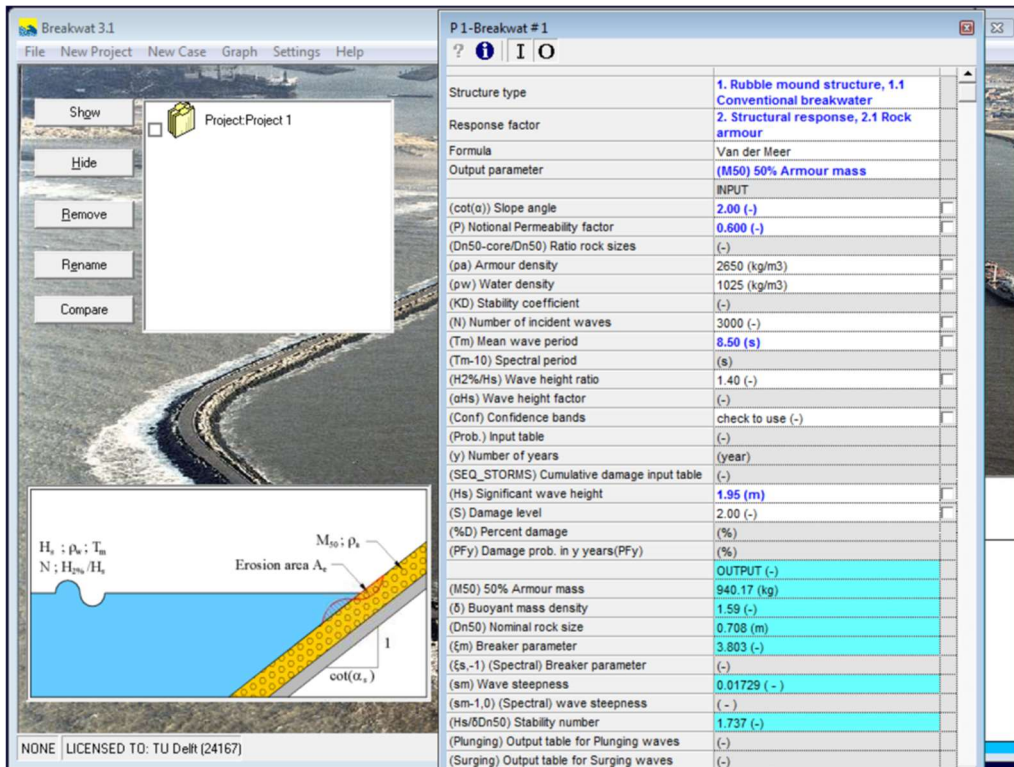 Breakwat 3.1
File New Project New Case Graph Settings Help
Show
Hide
Remove
Rename
Compare
Project:Project 1
Hs ; ρw ; Tm
N ; H2% /Hs
M50 ; ρa
Erosion area Ae
1
cot(αs)
NONE LICENSED TO: TU Delft (24167)
P 1-Breakwat #1
? i I O
Structure type 1. Rubble mound structure, 1.1
Conventional breakwater
Response factor 2. Structural response, 2.1 Rock
armour
Formula Van der Meer
Output parameter (M50) 50% Armour mass
INPUT
(cot(α)) Slope angle 2.00 (-)
(P) Notional Permeability factor 0.600 (-)
(Dn50-core/Dn50) Ratio rock sizes (-)
(ρa) Armour density 2650 (kg/m3)
(ρw) Water density 1025 (kg/m3)
(KD) Stability coefficient (-)
(N) Number of incident waves 3000 (-)
(Tm) Mean wave period 8.50 (s)
(Tm-10) Spectral period (s)
(H2%/Hs) Wave height ratio 1.40 (-)
(αHs) Wave height factor (-)
(Conf) Confidence bands check to use (-)
(Prob.) Input table (-)
(y) Number of years (year)
(SEQ_STORMS) Cumulative damage input table (-)
(Hs) Significant wave height 1.95 (m)
(S) Damage level 2.00 (-)
(%D) Percent damage (%)
(PFy) Damage prob. in y years(PFy) (%)
OUTPUT (-)
(M50) 50% Armour mass 940.17 (kg)
(δ) Buoyant mass density 1.59 (-)
(Dn50) Nominal rock size 0.708 (m)
(ξm) Breaker parameter 3.803 (-)
(ξs,-1) (Spectral) Breaker parameter (-)
(sm) Wave steepness 0.01729 ( - )
(sm-1,0) (Spectral) wave steepness ( - )
(Hs/δDn50) Stability number 1.737 (-)
(Plunging) Output table for Plunging waves (-)
(Surging) Output table for Surging waves (-)